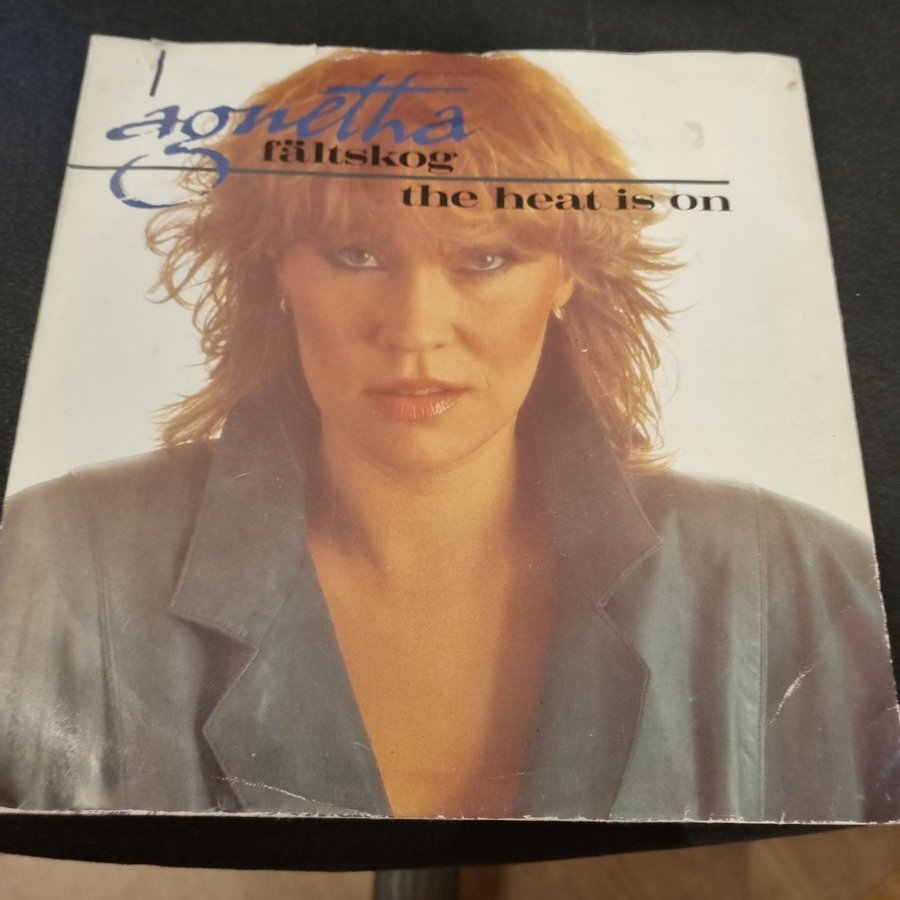 agnetha
fältskog
the heat is on